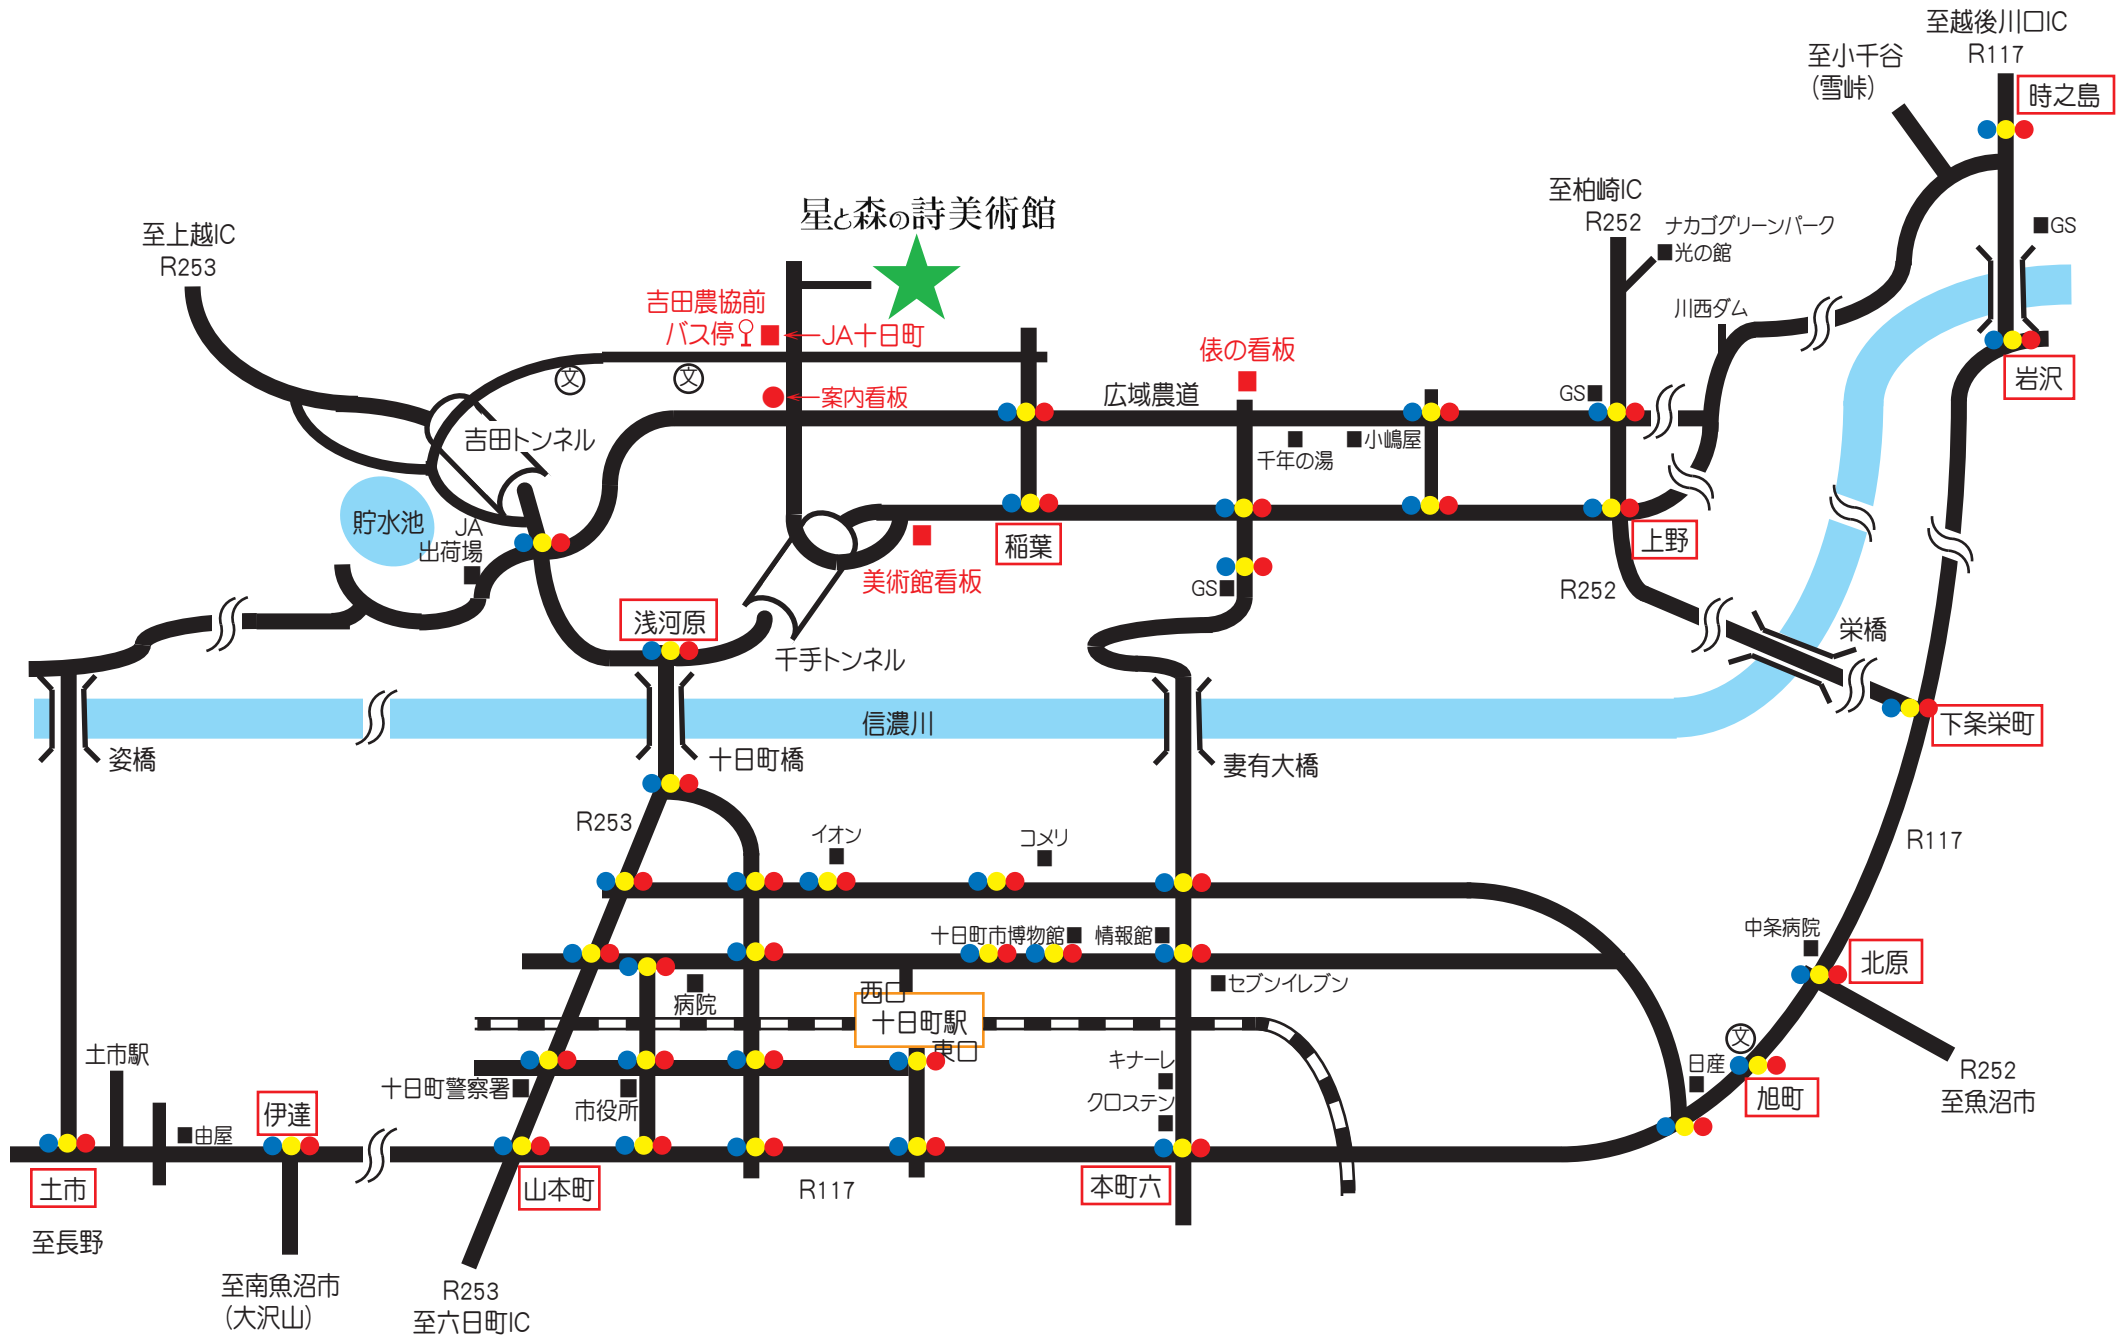 至越後川口IC
R117
至小千谷
(雪峠)
時之島
至柏崎IC
R252
ナカゴグリーンパーク
光の館
GS
星と森の詩美術館
至上越IC
R253
吉田農協前
バス停
JA十日町
川西ダム
俵の看板
岩沢
案内看板
広域農道
GS
文
文
吉田トンネル
千年の湯
小嶋屋
貯水池
JA
出荷場
稲葉
上野
美術館看板
GS
R252
浅河原
栄橋
千手トンネル
信濃川
下条栄町
姿橋
十日町橋
妻有大橋
R253
イオン
コメリ
R117
十日町市博物館
情報館
中条病院
北原
セブンイレブン
病院
西口
十日町駅
東口
文
土市駅
キナーレ
日産
R252
至魚沼市
十日町警察署
市役所
クロステン
旭町
伊達
由屋
土市
山本町
R117
本町六
至長野
至南魚沼市
(大沢山)
R253
至六日町IC